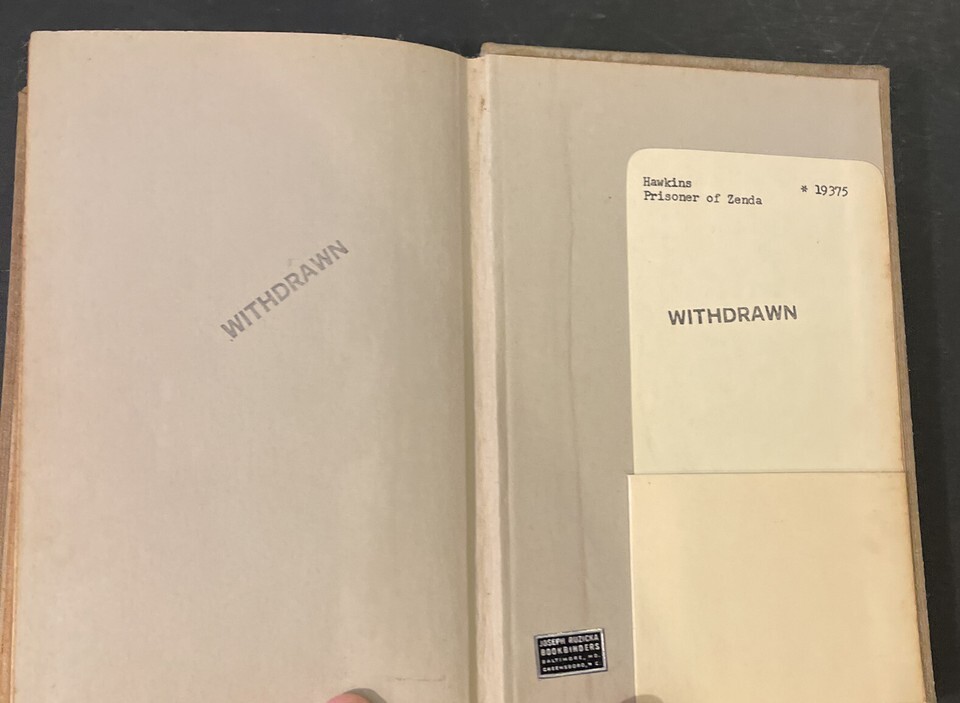 WITHDRAWN
Hawkins * 19375
Prisoner of Zenda
WITHDRAWN
JOSEPH RUZICKA
BOOKBINDERS
BALTIMORE, MD.
GREENSBORO, N.C.